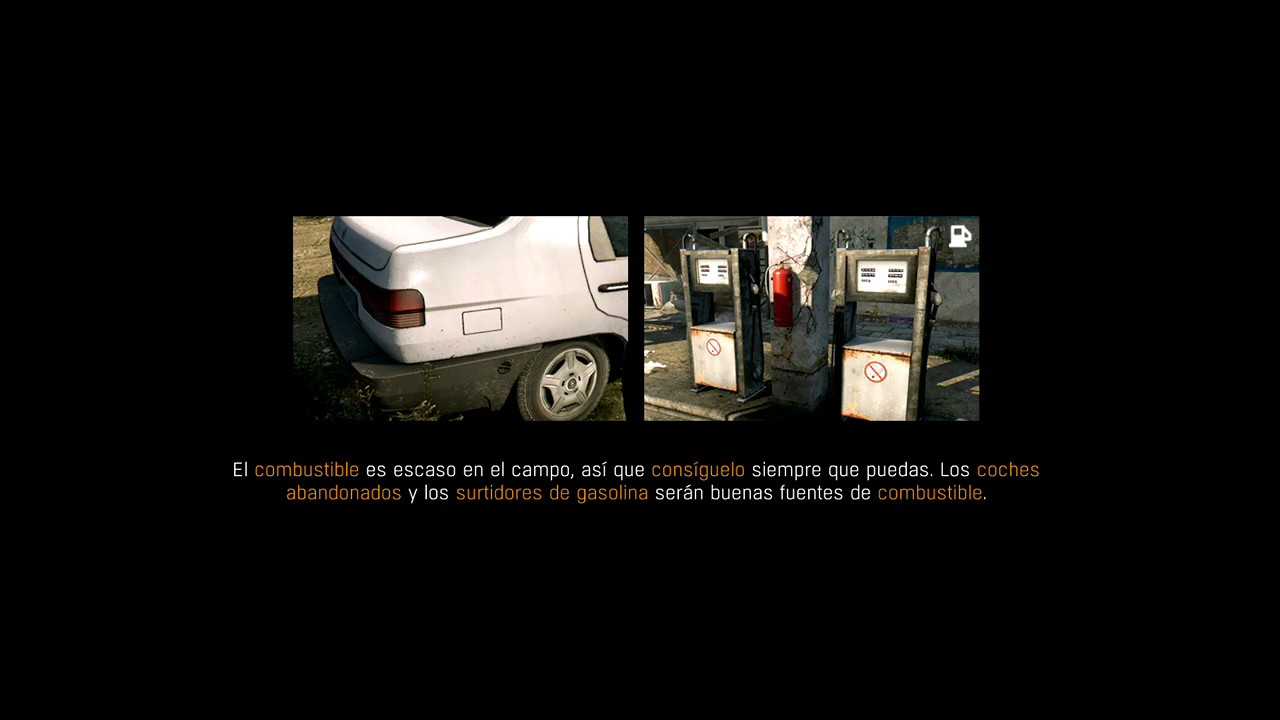 El combustible es escaso en el campo, así que consíguelo siempre que puedas. Los coches
abandonados y los surtidores de gasolina serán buenas fuentes de combustible.